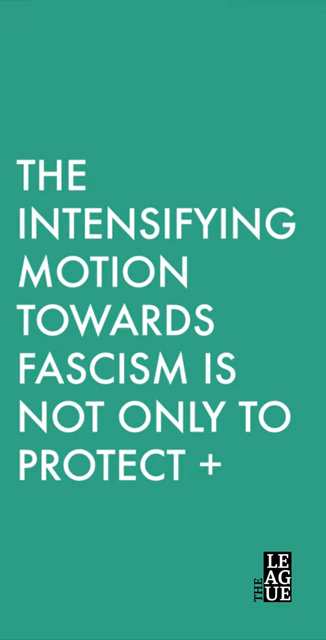 THE
INTENSIFYING
MOTION
TOWARDS
FASCISM IS
NOT ONLY TO
PROTECT +
THE
LE
AG
UE